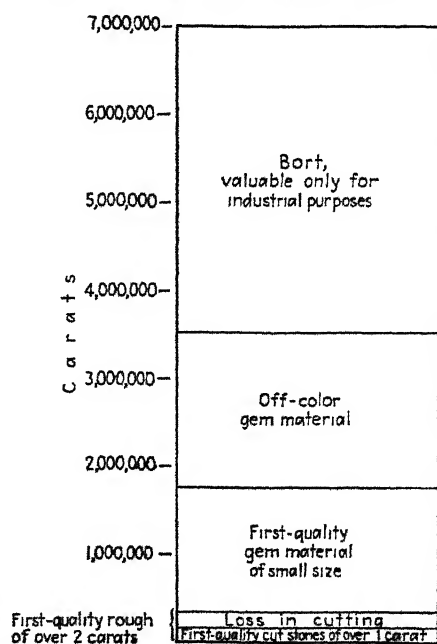 7,000,000
6,000,000
Bort,
valuable only for
industrial purposes
5,000,000
4,000,000
Carats
3,000,000
Off-color
gem material
2,000,000
First-quality
gem material
of small size
1,000,000
First-quality rough
of over 2 carats
Loss in cutting
First-quality cut stones of over 1 carat